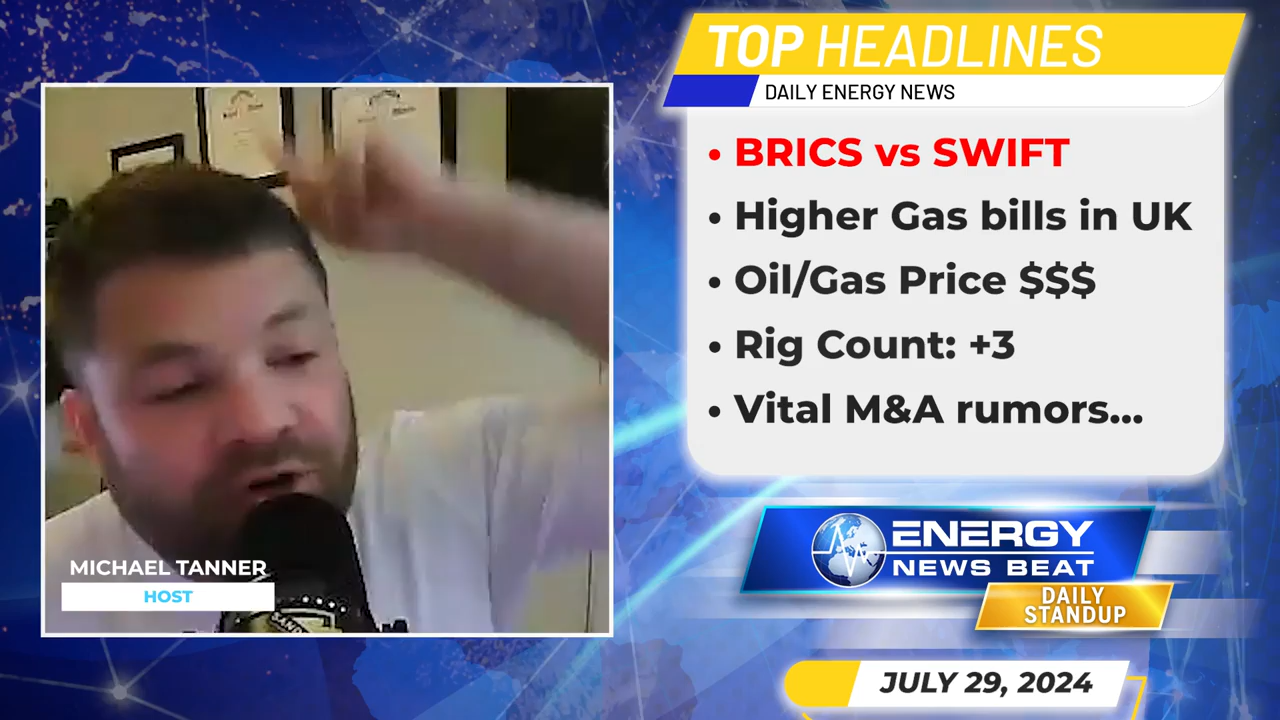 TOP HEADLINES
DAILY ENERGY NEWS
• BRICS vs SWIFT
• Higher Gas bills in UK
• Oil/Gas Price $$$
• Rig Count: +3
• Vital M&A rumors...
MICHAEL TANNER
HOST
ENERGY
NEWS BEAT
DAILY
STANDUP
JULY 29, 2024